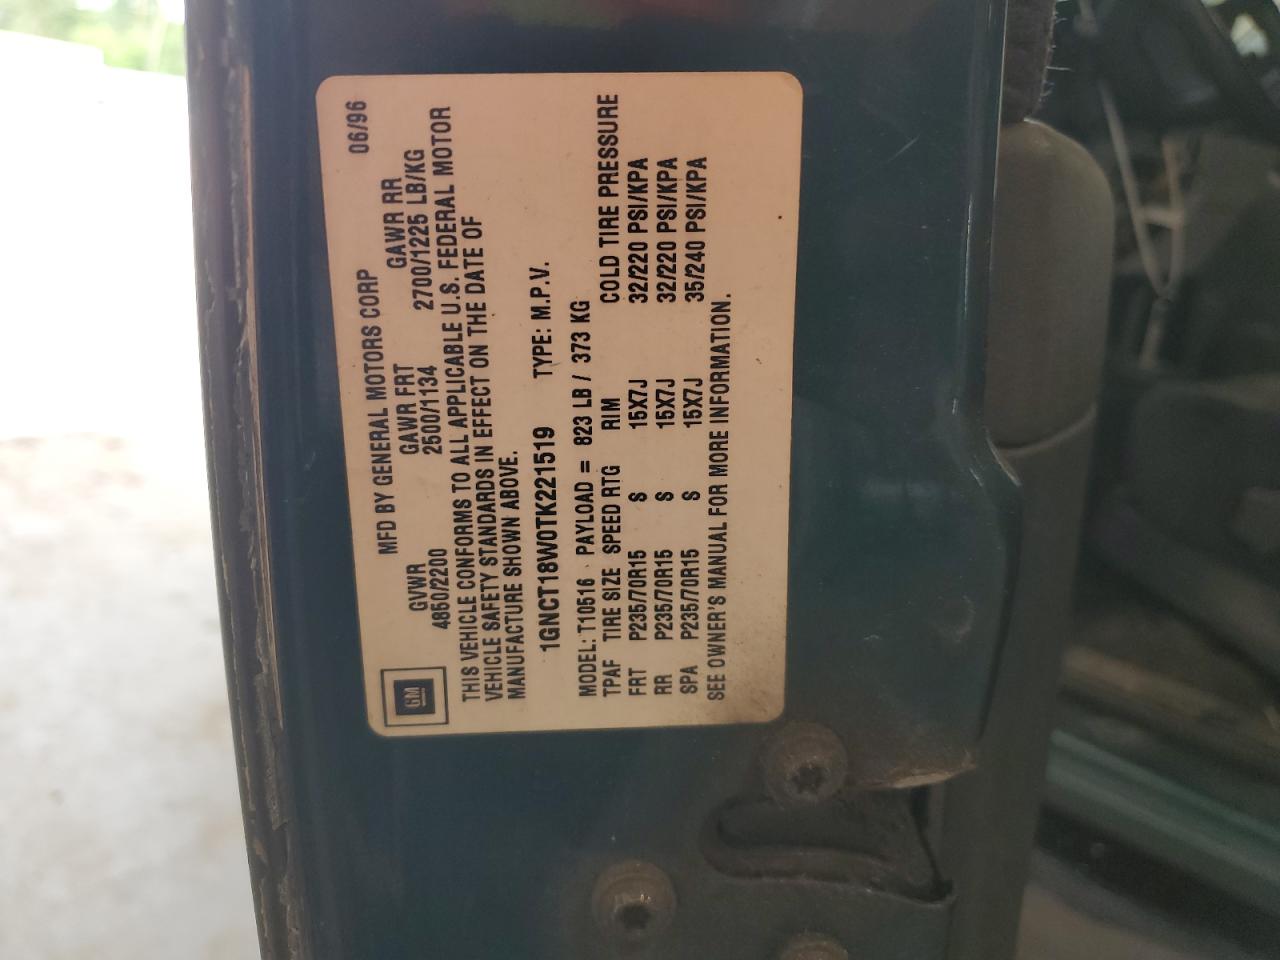 MFD BY GENERAL MOTORS CORP 06/96
GVWR GAWR FRT GAWR RR
4850/2200 2500/1134 2700/1225 LB/KG
THIS VEHICLE CONFORMS TO ALL APPLICABLE U.S. FEDERAL MOTOR
VEHICLE SAFETY STANDARDS IN EFFECT ON THE DATE OF
MANUFACTURE SHOWN ABOVE.
1GNCT18W0TK221519 TYPE: M.P.V.
MODEL: T10516 · PAYLOAD = 823 LB / 373 KG
TPAF TIRE SIZE SPEED RTG RIM COLD TIRE PRESSURE
FRT P235/70R15 S 15X7J 32/220 PSI/KPA
RR P235/70R15 S 15X7J 32/220 PSI/KPA
SPA P235/70R15 S 15X7J 35/240 PSI/KPA
SEE OWNER'S MANUAL FOR MORE INFORMATION.
GM